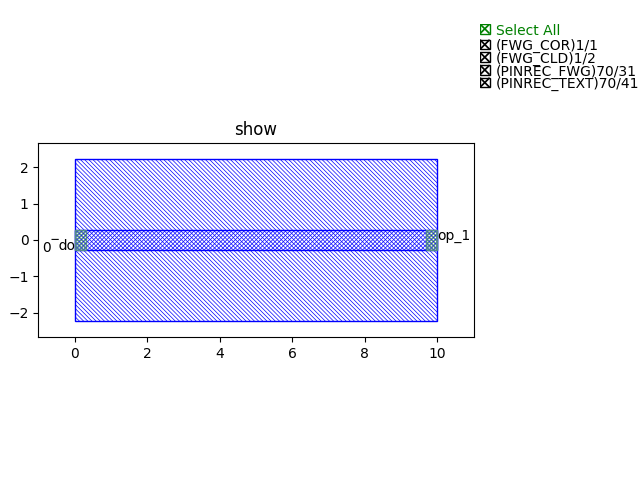 Select All
(FWG_COR)1/1
(FWG_CLD)1/2
(PINREC_FWG)70/31
(PINREC_TEXT)70/41
show
2
1
0
−1
−2
op_0
op_1
0 2 4 6 8 10